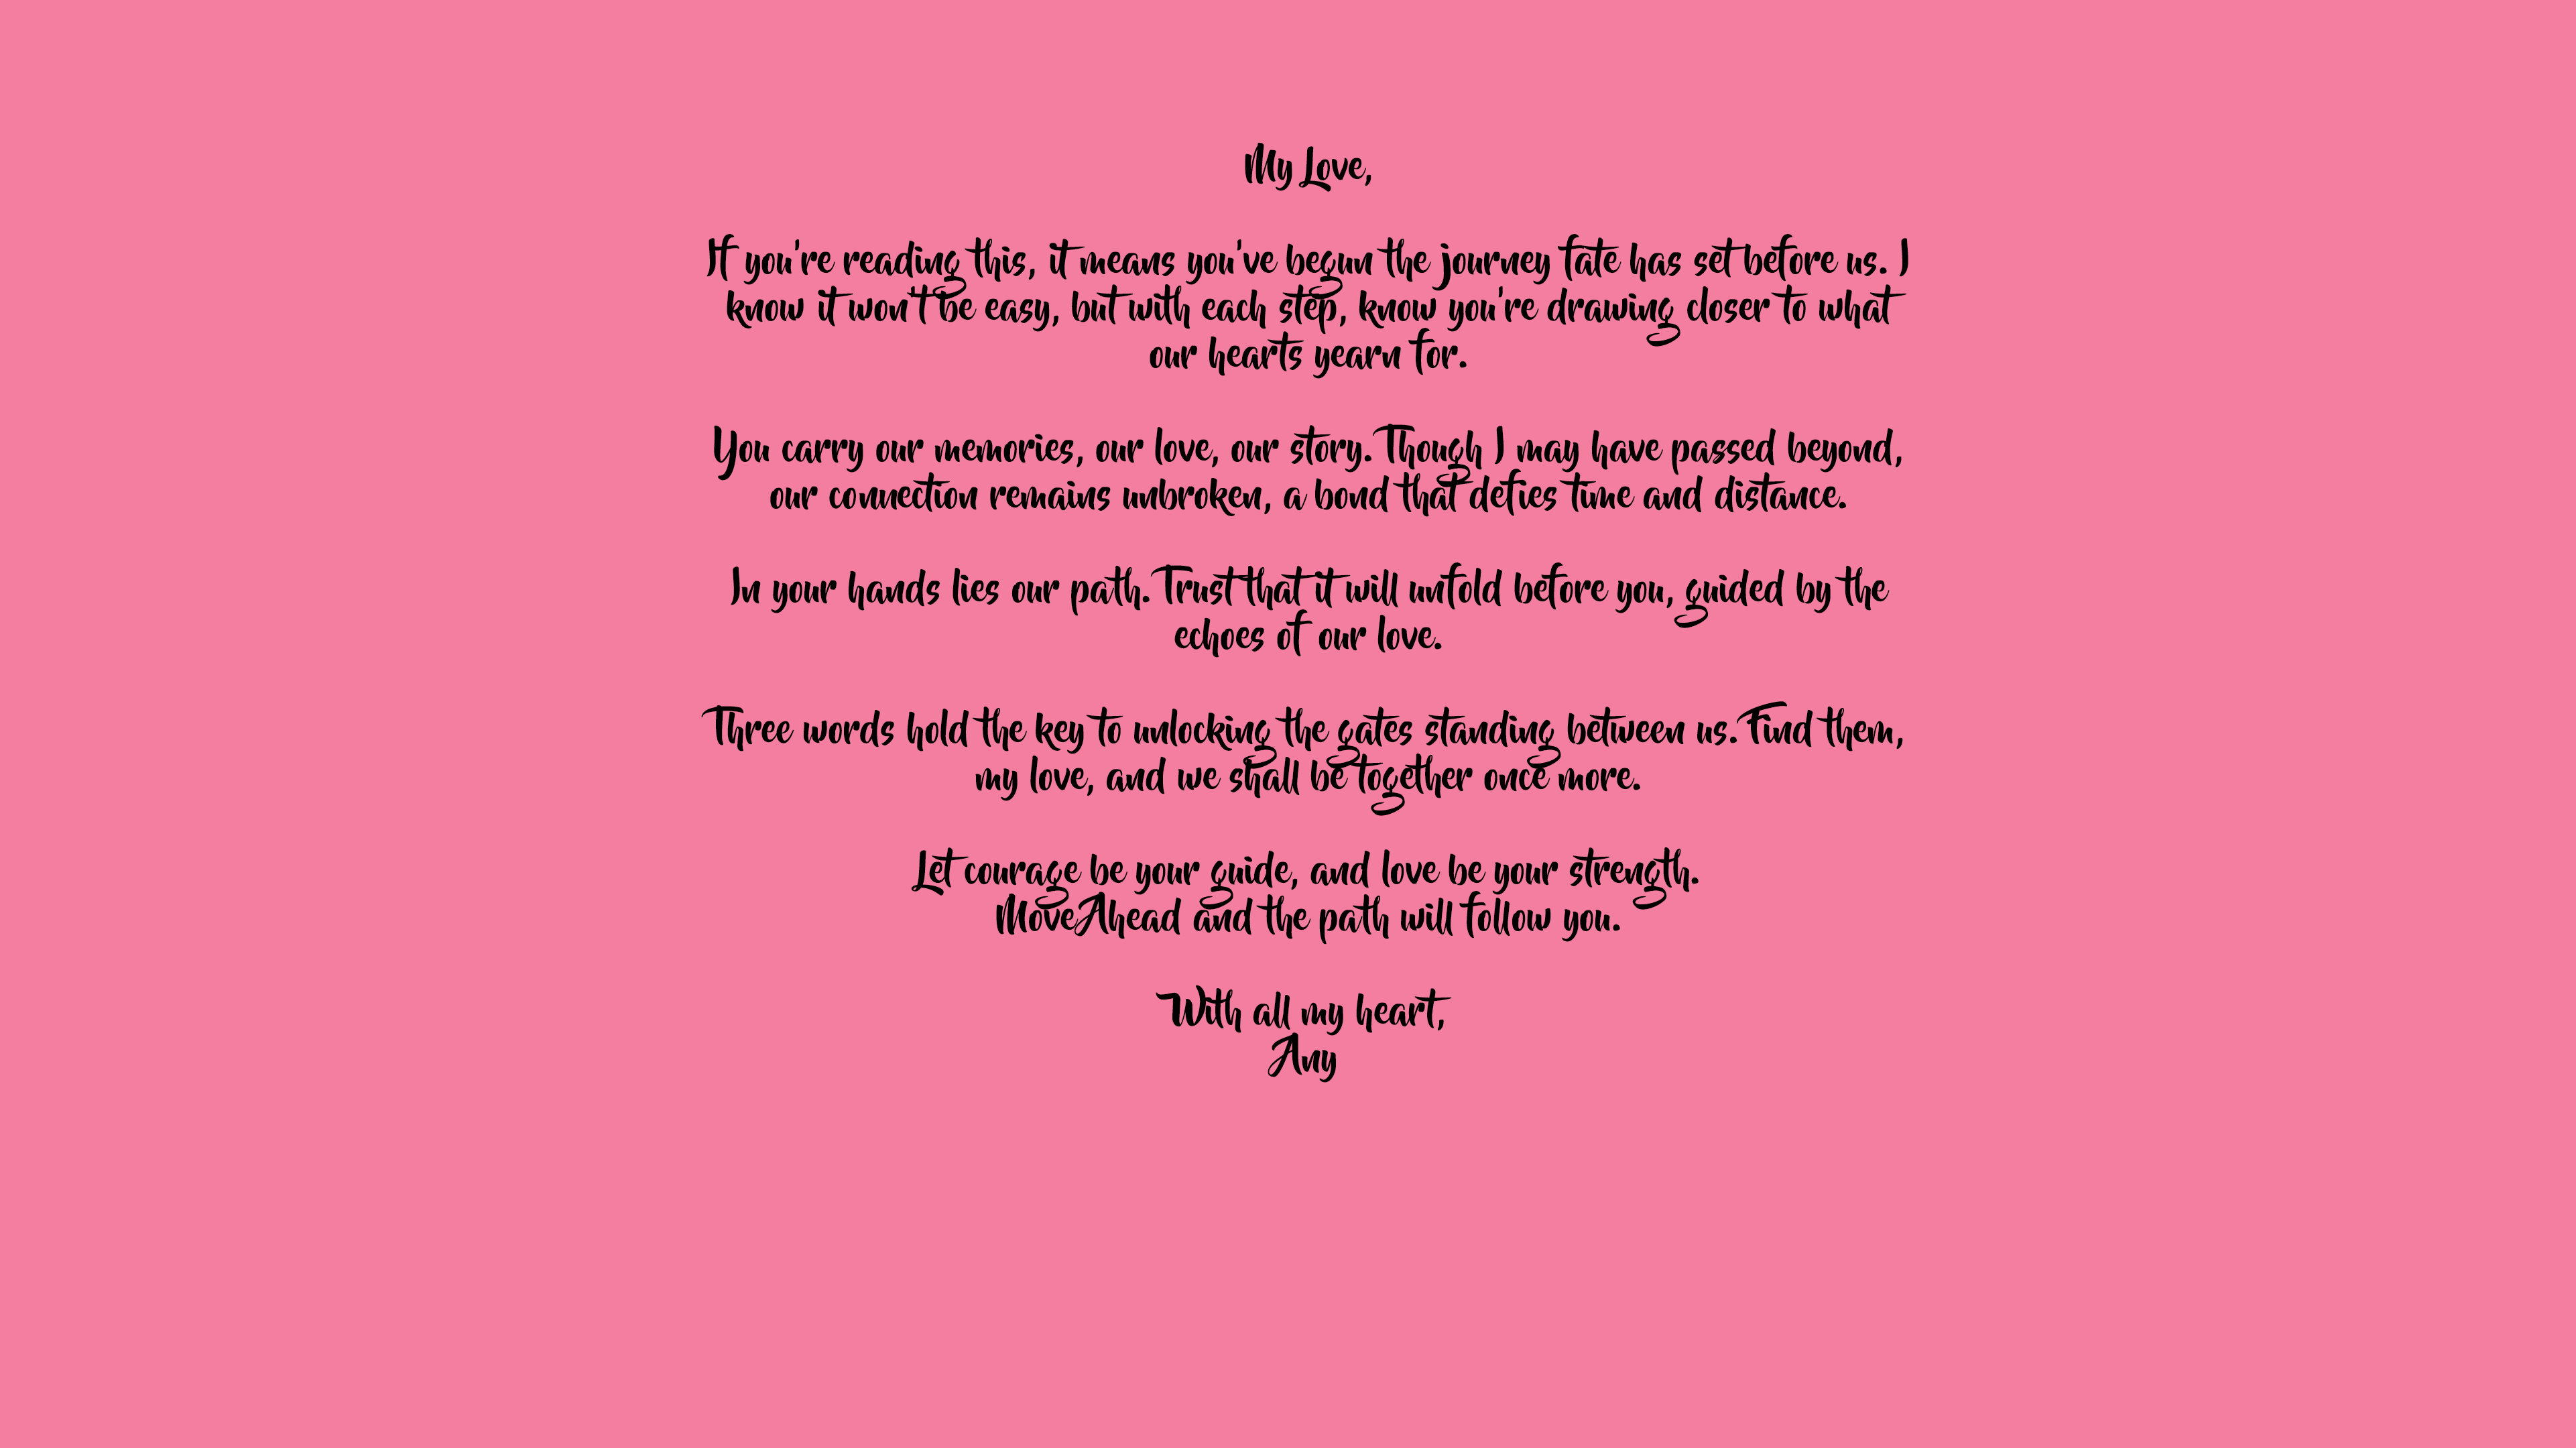 My Love,
If you're reading this, it means you've begun the journey fate has set before us. I
know it won't be easy, but with each step, know you're drawing closer to what
our hearts yearn for.
You carry our memories, our love, our story. Though I may have passed beyond,
our connection remains unbroken, a bond that defies time and distance.
In your hands lies our path. Trust that it will unfold before you, guided by the
echoes of our love.
Three words hold the key to unlocking the gates standing between us. Find them,
my love, and we shall be together once more.
Let courage be your guide, and love be your strength.
MoveAhead and the path will follow you.
With all my heart,
Any